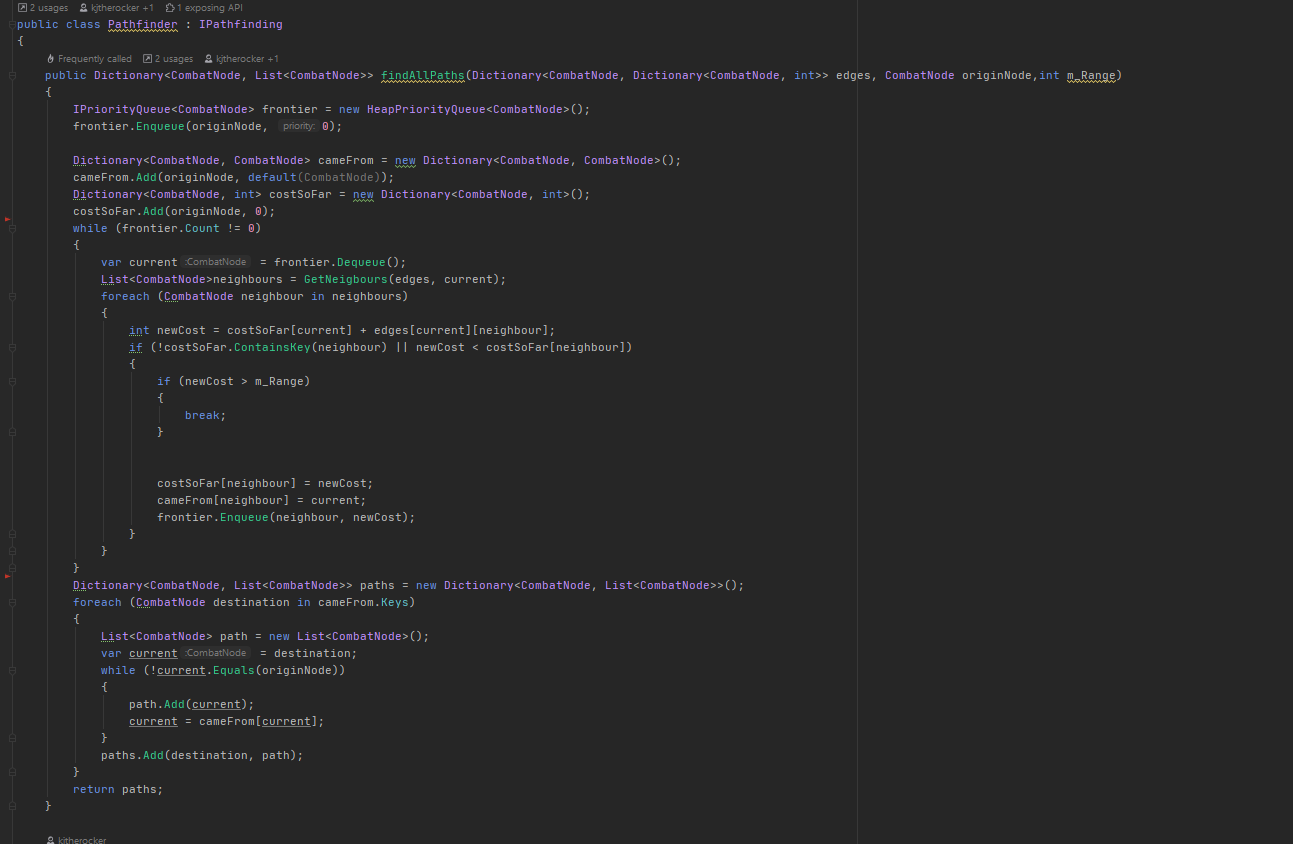 2 usages kjtherocker +1 1 exposing API
public class Pathfinder : IPathfinding
{
Frequently called 2 usages kjtherocker +1
public Dictionary<CombatNode, List<CombatNode>> findAllPaths(Dictionary<CombatNode, Dictionary<CombatNode, int>> edges, CombatNode originNode,int m_Range)
{
IPriorityQueue<CombatNode> frontier = new HeapPriorityQueue<CombatNode>();
frontier.Enqueue(originNode, priority: 0);
Dictionary<CombatNode, CombatNode> cameFrom = new Dictionary<CombatNode, CombatNode>();
cameFrom.Add(originNode, default(CombatNode));
Dictionary<CombatNode, int> costSoFar = new Dictionary<CombatNode, int>();
costSoFar.Add(originNode, 0);
while (frontier.Count != 0)
{
var current :CombatNode = frontier.Dequeue();
List<CombatNode>neighbours = GetNeigbours(edges, current);
foreach (CombatNode neighbour in neighbours)
{
int newCost = costSoFar[current] + edges[current][neighbour];
if (!costSoFar.ContainsKey(neighbour) || newCost < costSoFar[neighbour])
{
if (newCost > m_Range)
{
break;
}
costSoFar[neighbour] = newCost;
cameFrom[neighbour] = current;
frontier.Enqueue(neighbour, newCost);
}
}
}
Dictionary<CombatNode, List<CombatNode>> paths = new Dictionary<CombatNode, List<CombatNode>>();
foreach (CombatNode destination in cameFrom.Keys)
{
List<CombatNode> path = new List<CombatNode>();
var current :CombatNode = destination;
while (!current.Equals(originNode))
{
path.Add(current);
current = cameFrom[current];
}
paths.Add(destination, path);
}
return paths;
}
kjtherocker